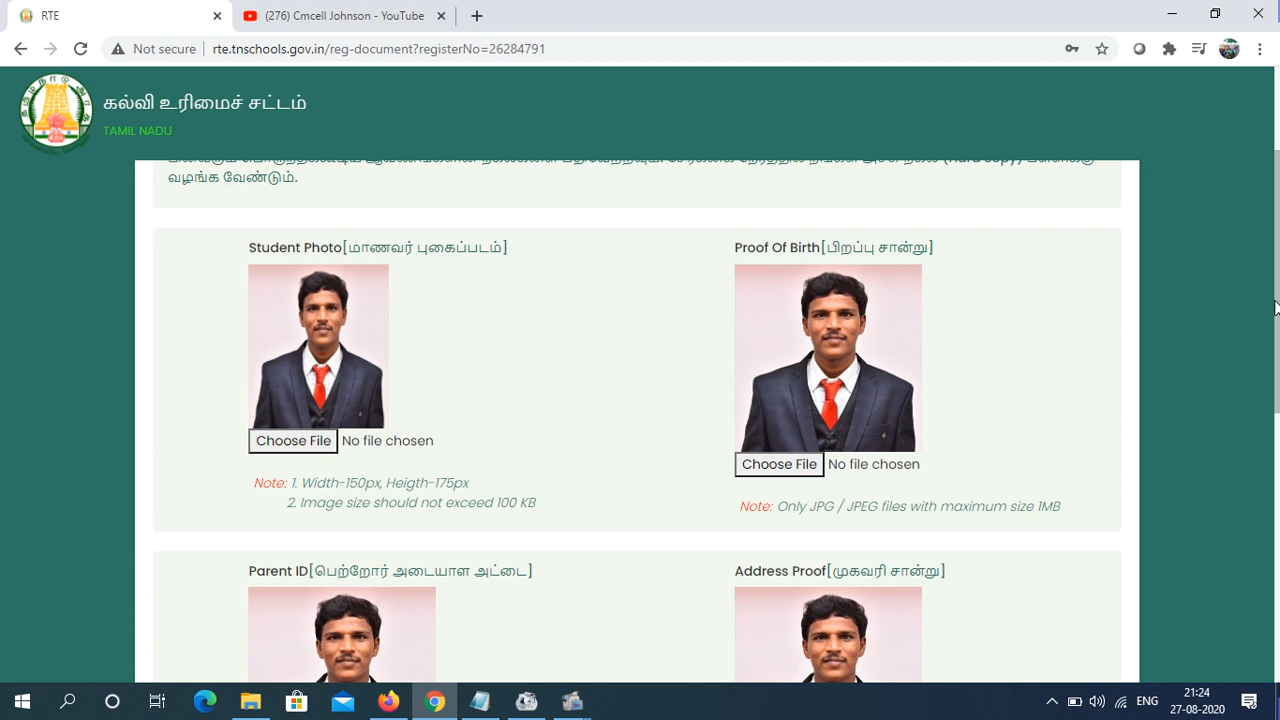 RTE
(276) Cmcell Johnson - YouTube
Not secure
rte.tnschools.gov.in/reg-document?registerNo=26284791
கல்வி உரிமைச் சட்டம்
TAMIL NADU
வழங்க வேண்டும்.
Student Photo[மாணவர் புகைப்படம்]
Proof Of Birth[பிறப்பு சான்று]
Choose File No file chosen
Choose File No file chosen
Note: 1. Width-150px, Heigth-175px
2. Image size should not exceed 100 KB
Note: Only JPG / JPEG files with maximum size 1MB
Parent ID[பெற்றோர் அடையாள அட்டை]
Address Proof[முகவரி சான்று]
ENG
21:24
27-08-2020